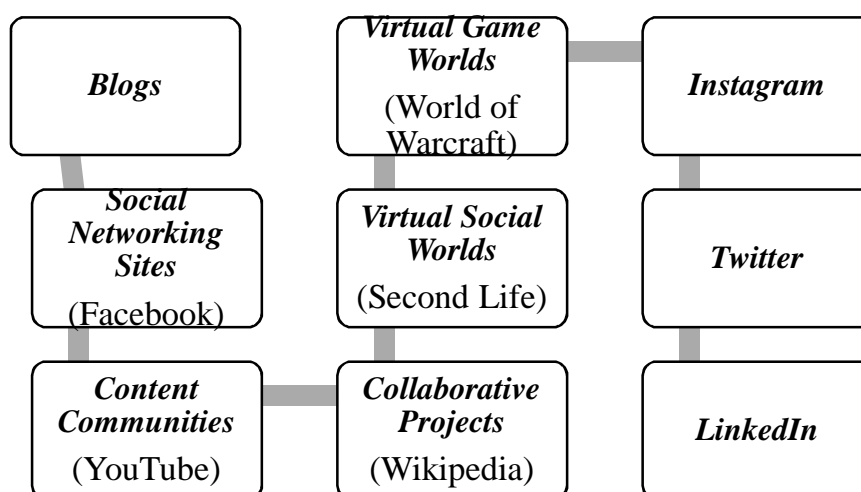 Blogs
Social
Networking
Sites
(Facebook)
Content
Communities
(YouTube)
Collaborative
Projects
(Wikipedia)
Virtual Social
Worlds
(Second Life)
Virtual Game
Worlds
(World of
Warcraft)
Instagram
Twitter
LinkedIn